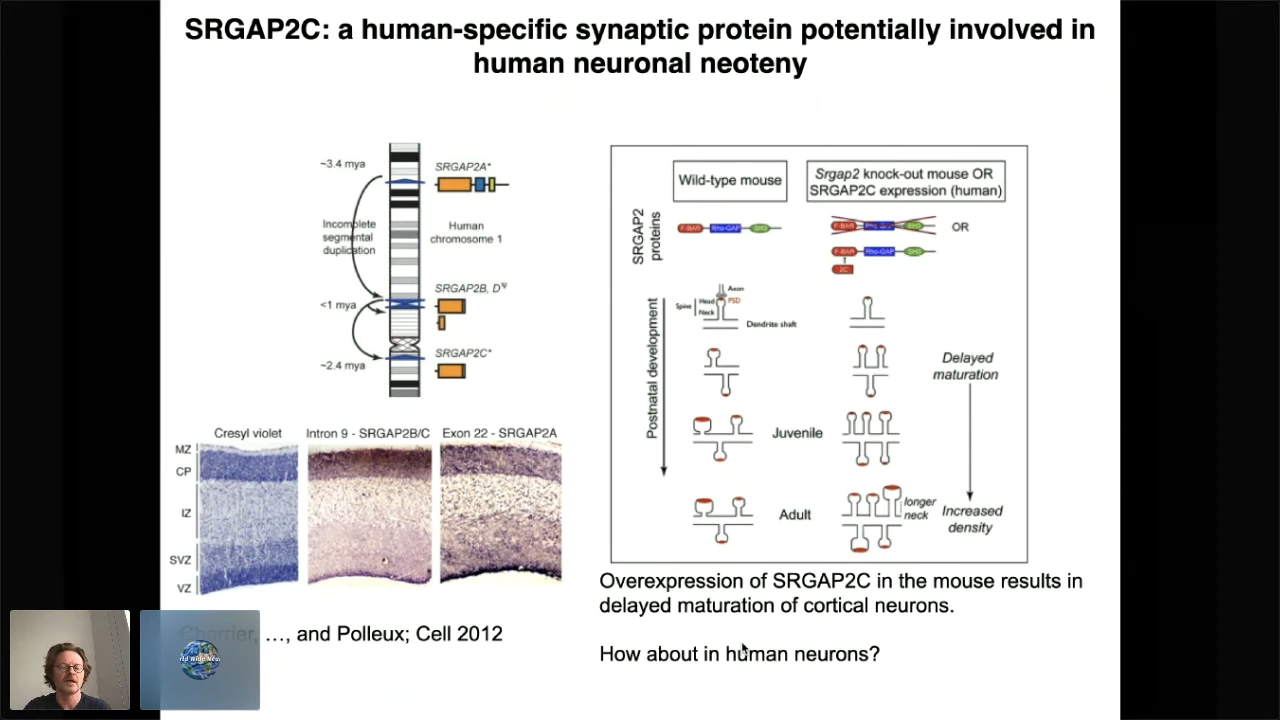 SRGAP2C: a human-specific synaptic protein potentially involved in
human neuronal neoteny
~3.4 mya
SRGAP2A*
Incomplete
segmental
duplication
Human
chromosome 1
SRGAP2B, DΨ
<1 mya
SRGAP2C*
~2.4 mya
Cresyl violet
Intron 9 - SRGAP2B/C
Exon 22 - SRGAP2A
MZ
CP
IZ
SVZ
VZ
Charrier, …, and Polleux; Cell 2012
Wild-type mouse
Srgap2 knock-out mouse OR
SRGAP2C expression (human)
SRGAP2
proteins
F-BAR
Rho-GAP
SH3
F-BAR
Rho-GAP
SH3
OR
F-BAR
Rho-GAP
SH3
2C
Postnatal development
Axon
Spine
Head
PSD
Neck
Dendrite shaft
Delayed
maturation
Juvenile
Adult
longer
neck
Increased
density
Overexpression of SRGAP2C in the mouse results in
delayed maturation of cortical neurons.
How about in human neurons?